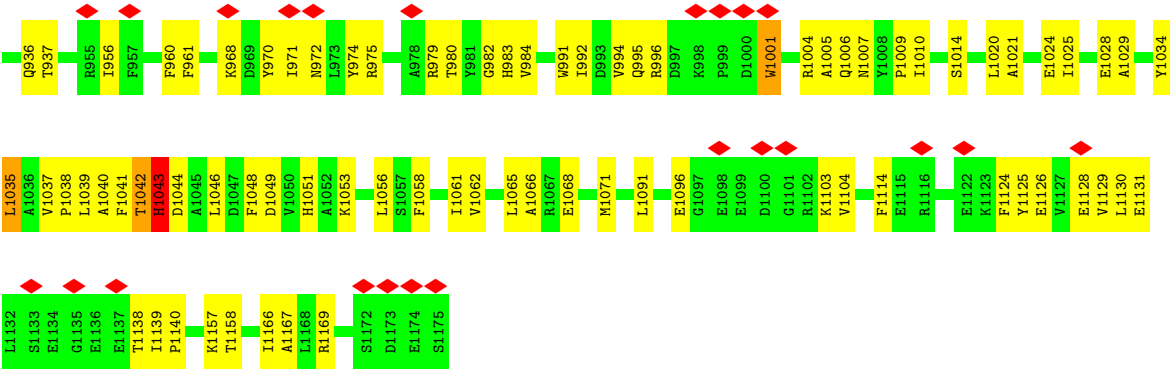 Q936 T937 R955 I956 F957 F960 F961 K968 D969 Y970 I971 N972 L973 Y974 R975 A978 R979 T980 Y981 G982 H983 V984 W991 I992 D993 V994 Q995 R996 D997 K998 P999 D1000 W1001 R1004 A1005 Q1006 N1007 Y1008 P1009 I1010 S1014 L1020 A1021 E1024 I1025 E1028 A1029 Y1034
L1035 A1036 V1037 P1038 L1039 A1040 F1041 T1042 H1043 D1044 A1045 L1046 D1047 F1048 D1049 V1050 H1051 A1052 K1053 L1056 S1057 F1058 I1061 V1062 L1065 A1066 R1067 E1068 M1071 L1091 E1096 G1097 E1098 E1099 D1100 G1101 R1102 K1103 V1104 F1114 E1115 R1116 E1122 K1123 F1124 Y1125 E1126 V1127 E1128 V1129 L1130 E1131
L1132 S1133 E1134 G1135 E1136 E1137 T1138 I1139 P1140 K1157 T1158 I1166 A1167 L1168 R1169 S1172 D1173 E1174 S1175